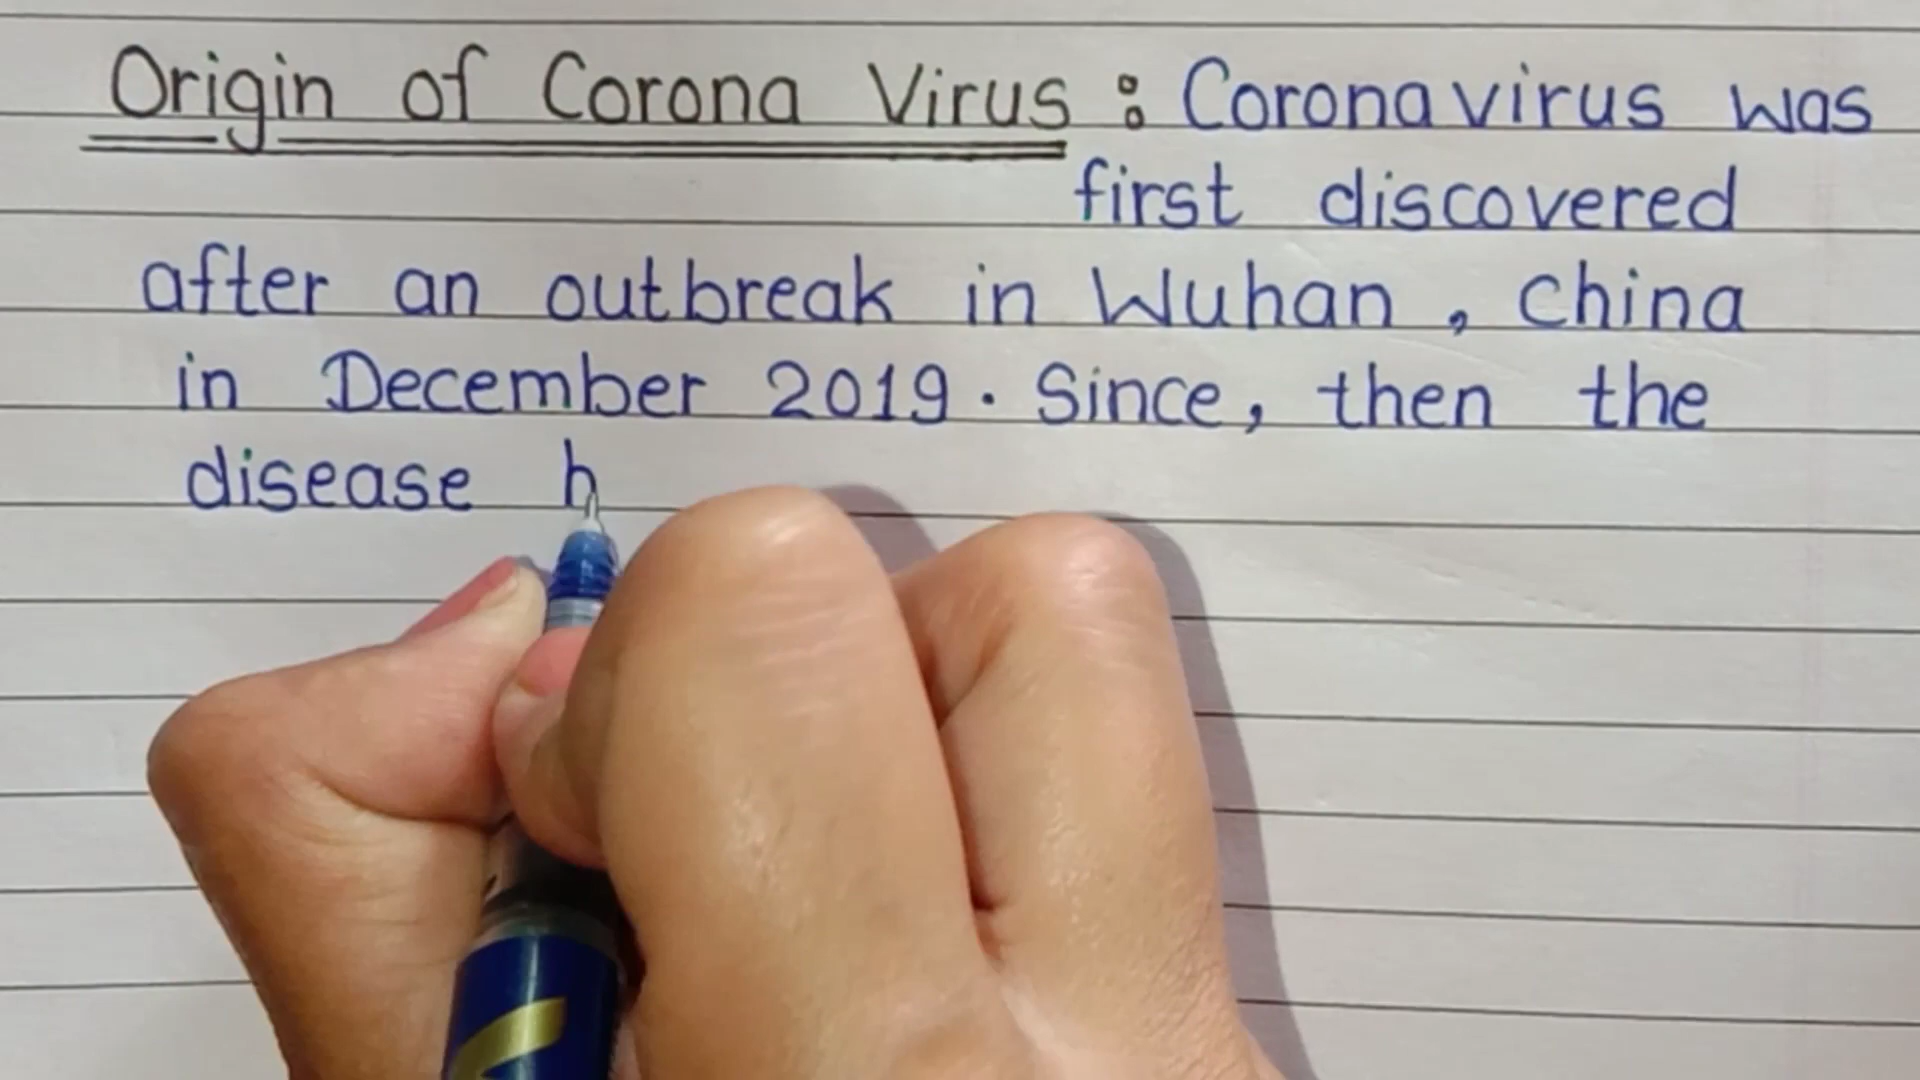 Origin of Corona Virus : Coronavirus was
first discovered
after an outbreak in Wuhan , China
in December 2019. Since, then the
disease h